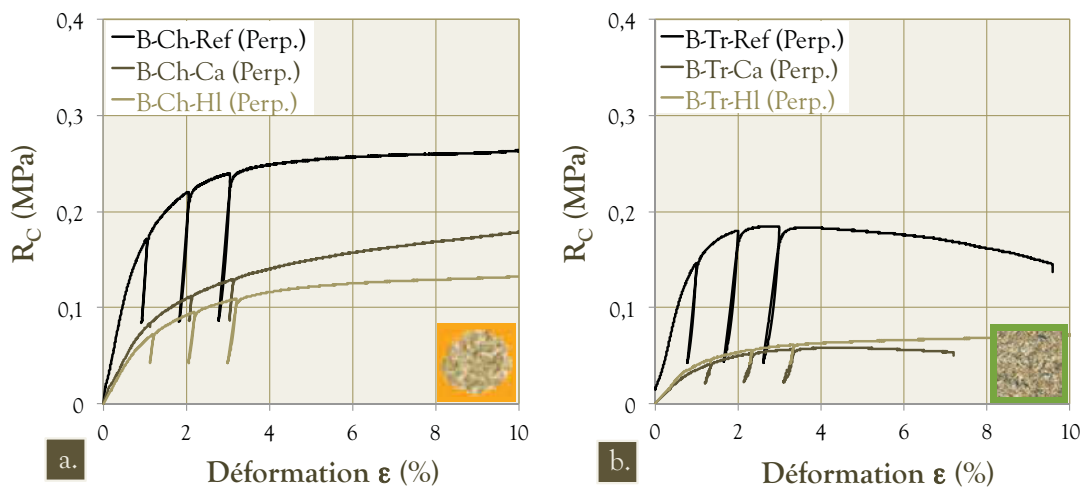 B-Ch-Ref (Perp.)
B-Ch-Ca (Perp.)
B-Ch-Hl (Perp.)
0,4
0,3
0,2
0,1
0
R_C (MPa)
0 2 4 6 8 10
Déformation ε (%)
a.
B-Tr-Ref (Perp.)
B-Tr-Ca (Perp.)
B-Tr-Hl (Perp.)
0,4
0,3
0,2
0,1
0
R_C (MPa)
0 2 4 6 8 10
Déformation ε (%)
b.